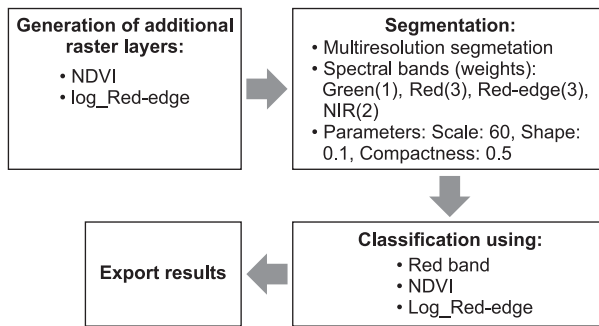 Generation of additional
raster layers:
• NDVI
• log_Red-edge
Segmentation:
• Multiresolution segmetation
• Spectral bands (weights):
Green(1), Red(3), Red-edge(3),
NIR(2)
• Parameters: Scale: 60, Shape:
0.1, Compactness: 0.5
Classification using:
• Red band
• NDVI
• Log_Red-edge
Export results